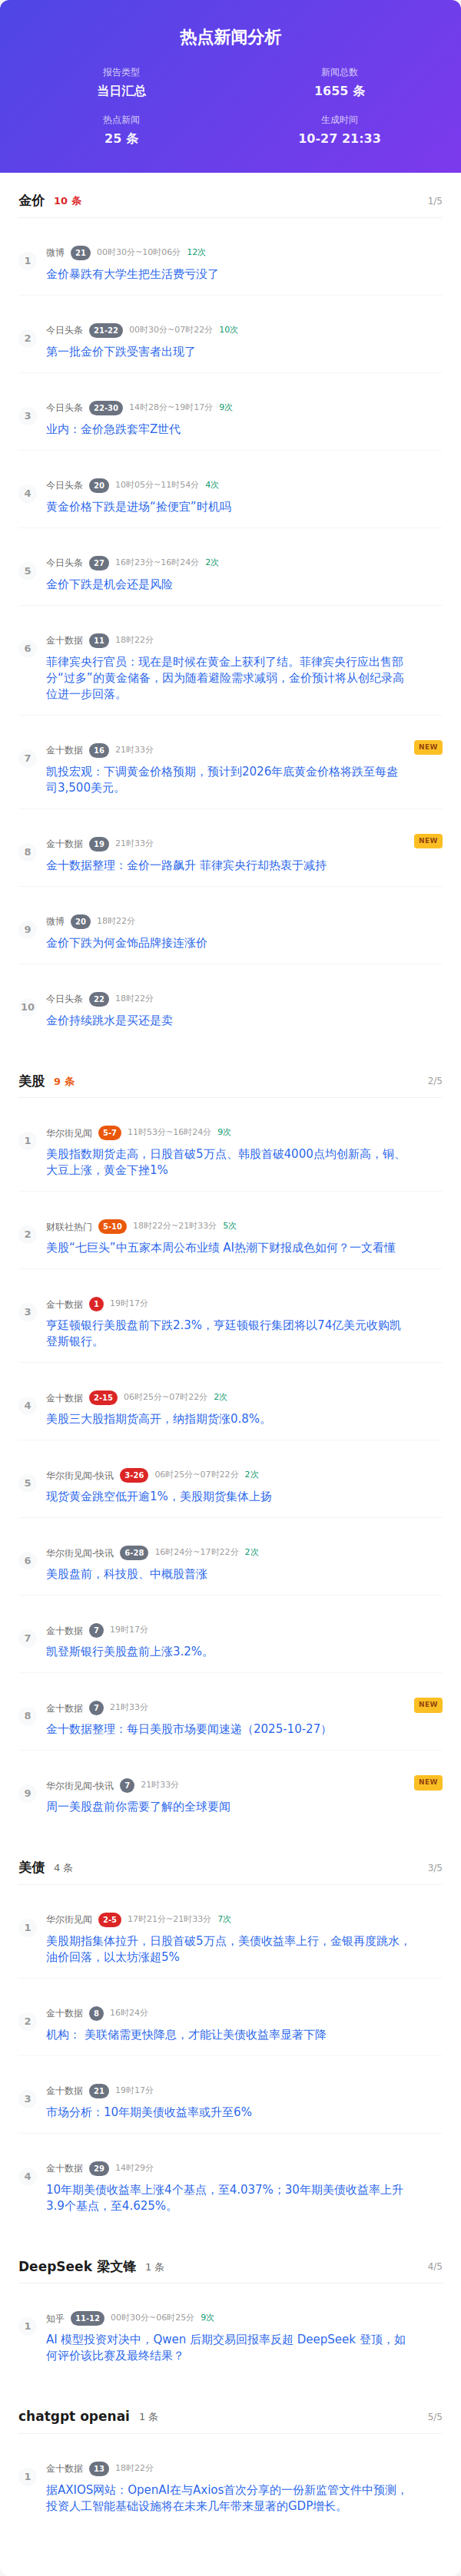 热点新闻分析
报告类型
当日汇总
新闻总数
1655 条
热点新闻
25 条
生成时间
10-27 21:33
金价 10 条 1/5
1
微博 21 00时30分~10时06分 12次
金价暴跌有大学生把生活费亏没了
2
今日头条 21-22 00时30分~07时22分 10次
第一批金价下跌受害者出现了
3
今日头条 22-30 14时28分~19时17分 9次
业内：金价急跌套牢Z世代
4
今日头条 20 10时05分~11时54分 4次
黄金价格下跌是进场“捡便宜”时机吗
5
今日头条 27 16时23分~16时24分 2次
金价下跌是机会还是风险
6
金十数据 11 18时22分
菲律宾央行官员：现在是时候在黄金上获利了结。菲律宾央行应出售部
分“过多”的黄金储备，因为随着避险需求减弱，金价预计将从创纪录高
位进一步回落。
7
金十数据 16 21时33分 NEW
凯投宏观：下调黄金价格预期，预计到2026年底黄金价格将跌至每盎
司3,500美元。
8
金十数据 19 21时33分 NEW
金十数据整理：金价一路飙升 菲律宾央行却热衷于减持
9
微博 20 18时22分
金价下跌为何金饰品牌接连涨价
10
今日头条 22 18时22分
金价持续跳水是买还是卖
美股 9 条 2/5
1
华尔街见闻 5-7 11时53分~16时24分 9次
美股指数期货走高，日股首破5万点、韩股首破4000点均创新高，铜、
大豆上涨，黄金下挫1%
2
财联社热门 5-10 18时22分~21时33分 5次
美股“七巨头”中五家本周公布业绩 AI热潮下财报成色如何？一文看懂
3
金十数据 1 19时17分
亨廷顿银行美股盘前下跌2.3%，亨廷顿银行集团将以74亿美元收购凯
登斯银行。
4
金十数据 2-15 06时25分~07时22分 2次
美股三大股指期货高开，纳指期货涨0.8%。
5
华尔街见闻-快讯 3-26 06时25分~07时22分 2次
现货黄金跳空低开逾1%，美股期货集体上扬
6
华尔街见闻-快讯 6-28 16时24分~17时22分 2次
美股盘前，科技股、中概股普涨
7
金十数据 7 19时17分
凯登斯银行美股盘前上涨3.2%。
8
金十数据 7 21时33分 NEW
金十数据整理：每日美股市场要闻速递（2025-10-27）
9
华尔街见闻-快讯 7 21时33分 NEW
周一美股盘前你需要了解的全球要闻
美债 4 条 3/5
1
华尔街见闻 2-5 17时21分~21时33分 7次
美股期指集体拉升，日股首破5万点，美债收益率上行，金银再度跳水，
油价回落，以太坊涨超5%
2
金十数据 8 16时24分
机构： 美联储需更快降息，才能让美债收益率显著下降
3
金十数据 21 19时17分
市场分析：10年期美债收益率或升至6%
4
金十数据 29 14时29分
10年期美债收益率上涨4个基点，至4.037%；30年期美债收益率上升
3.9个基点，至4.625%。
DeepSeek 梁文锋 1 条 4/5
1
知乎 11-12 00时30分~06时25分 9次
AI 模型投资对决中，Qwen 后期交易回报率反超 DeepSeek 登顶，如
何评价该比赛及最终结果？
chatgpt openai 1 条 5/5
1
金十数据 13 18时22分
据AXIOS网站：OpenAI在与Axios首次分享的一份新监管文件中预测，
投资人工智能基础设施将在未来几年带来显著的GDP增长。